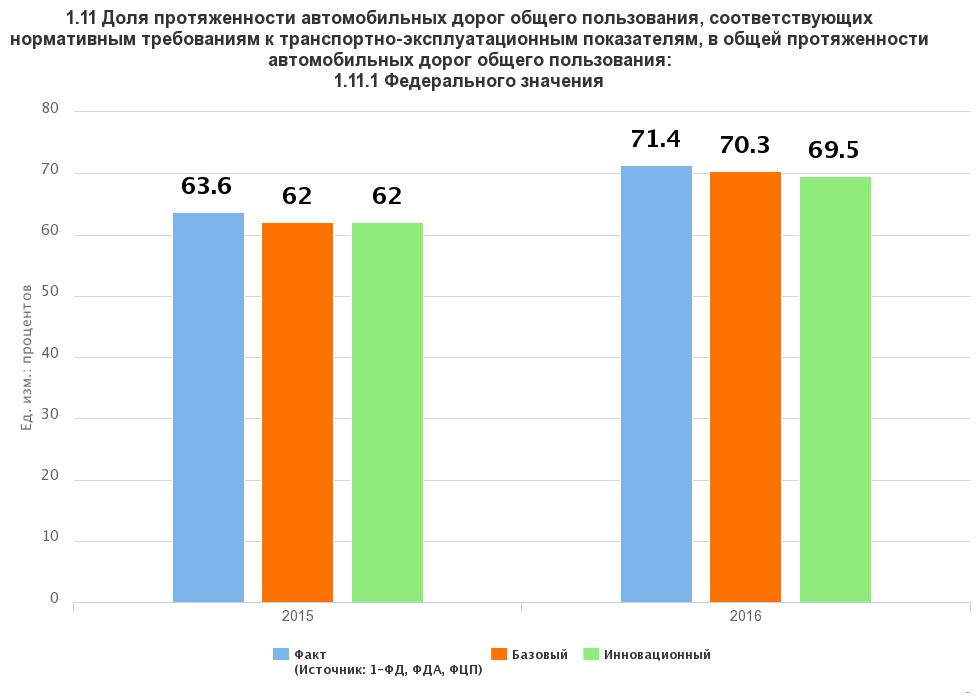 1.11 Доля протяженности автомобильных дорог общего пользования, соответствующих
нормативным требованиям к транспортно-эксплуатационным показателям, в общей протяженности
автомобильных дорог общего пользования:
1.11.1 Федерального значения
Ед. изм.: процентов
80
70
60
50
40
30
20
10
0
63.6
62
62
71.4
70.3
69.5
2015
2016
Факт
(Источник: 1-ФД, ФДА, ФЦП)
Базовый
Инновационный